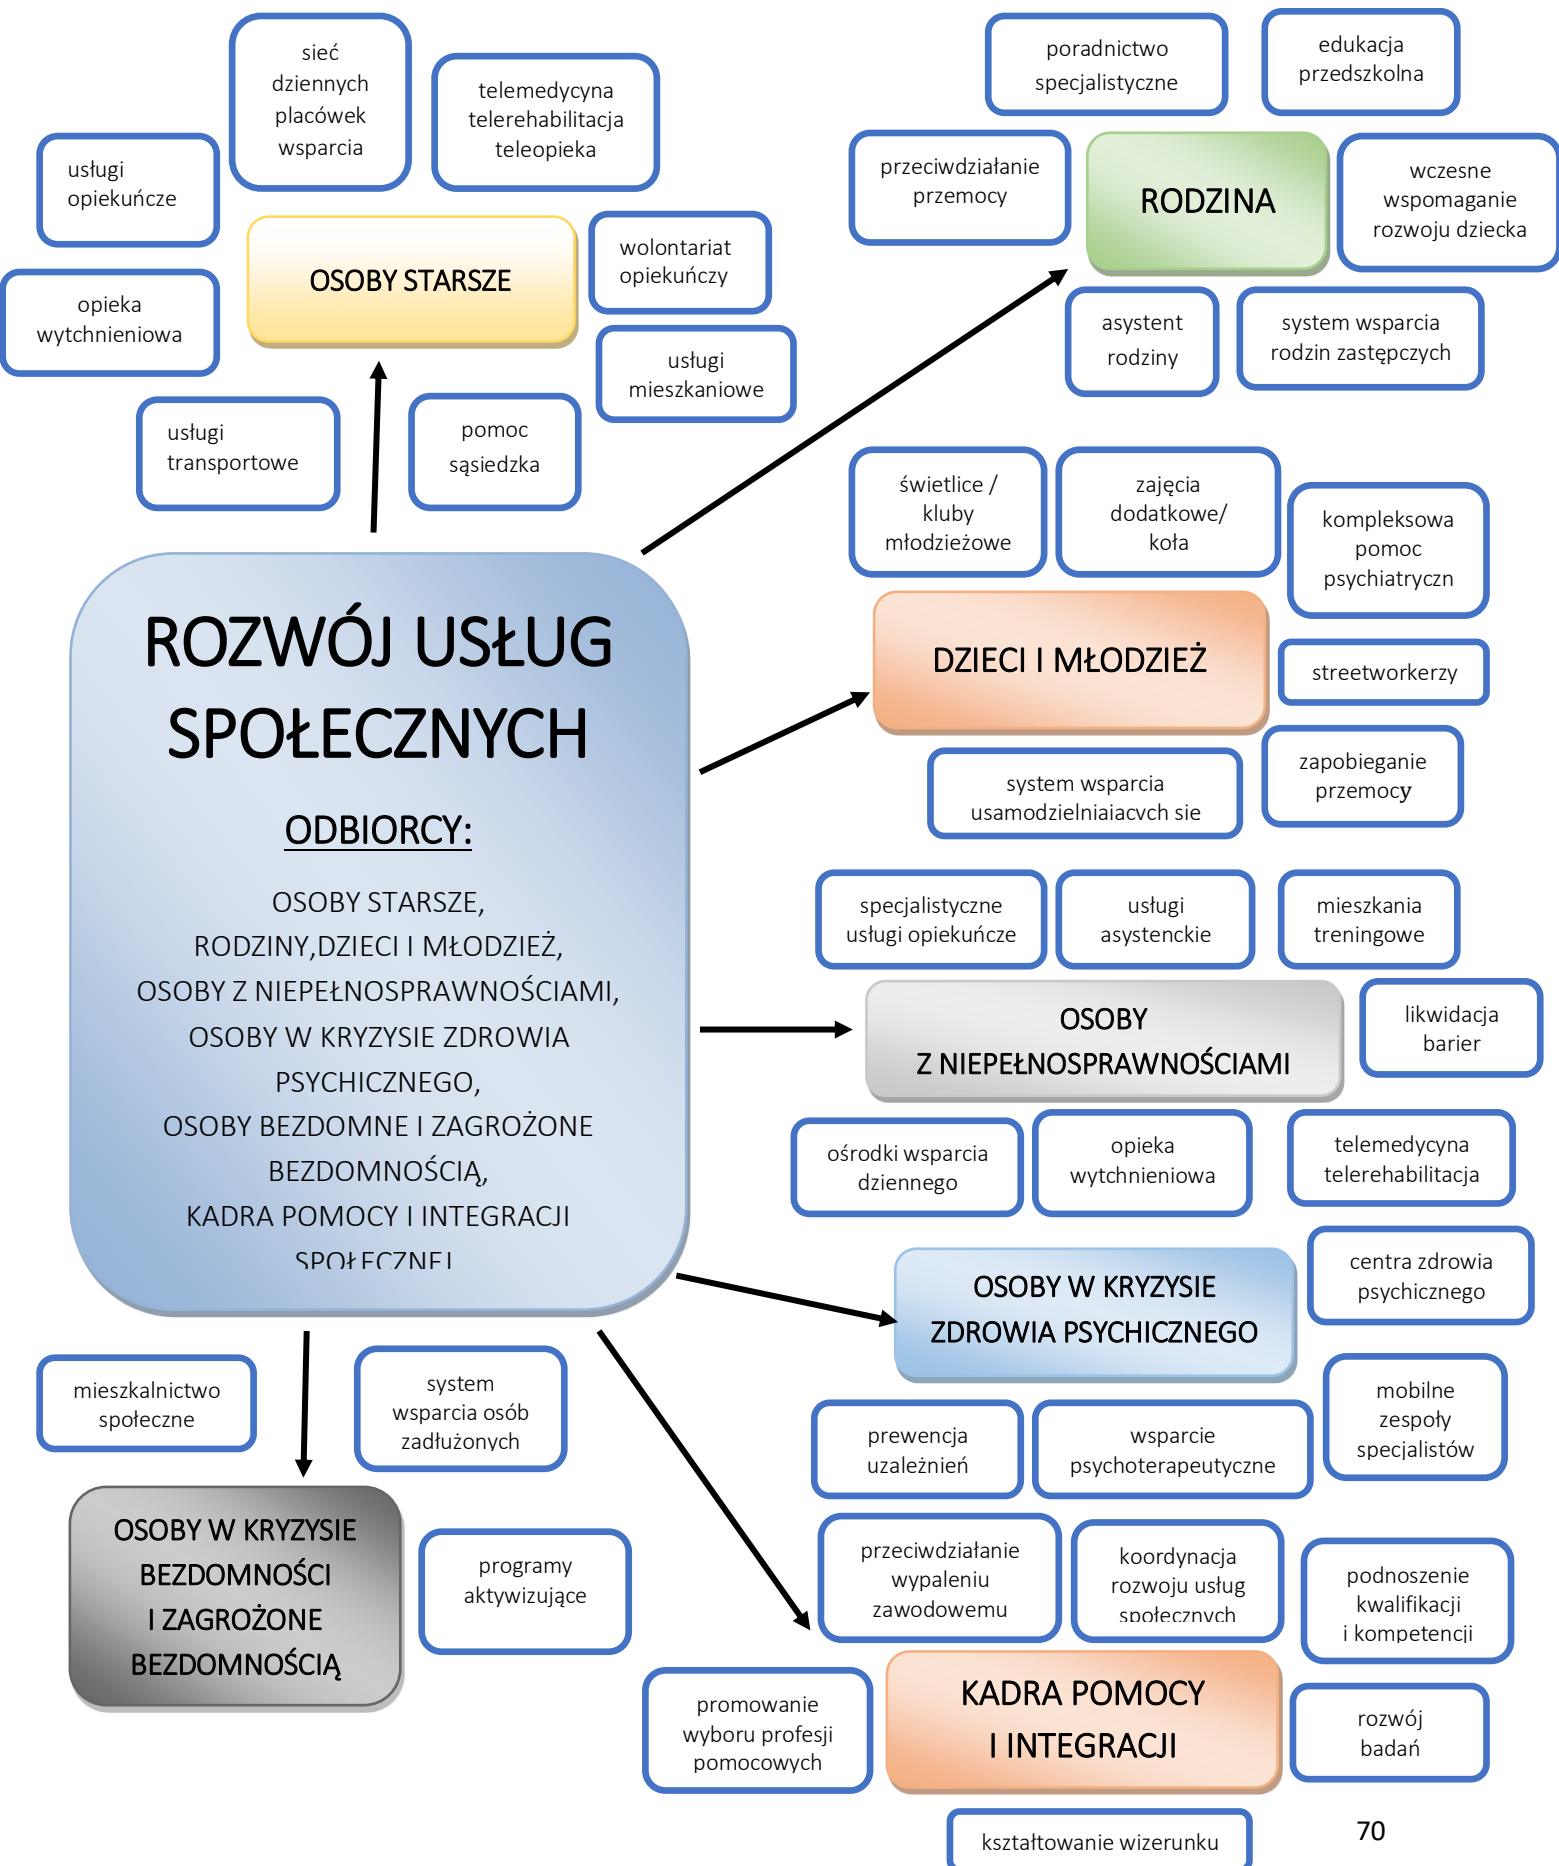 sieć
dziennych
placówek
wsparcia
telemedycyna
telerehabilitacja
teleopieka
usługi
opiekuńcze
OSOBY STARSZE
wolontariat
opiekuńczy
opieka
wytchnieniowa
usługi
mieszkaniowe
usługi
transportowe
pomoc
sąsiedzka
poradnictwo
specjalistyczne
edukacja
przedszkolna
przeciwdziałanie
przemocy
RODZINA
wczesne
wspomaganie
rozwoju dziecka
asystent
rodziny
system wsparcia
rodzin zastępczych
świetlice /
kluby
młodzieżowe
zajęcia
dodatkowe/
koła
kompleksowa
pomoc
psychiatryczn
DZIECI I MŁODZIEŻ
streetworkerzy
system wsparcia
usamodzielniających się
zapobieganie
przemocy
ROZWÓJ USŁUG
SPOŁECZNYCH
ODBIORCY:
OSOBY STARSZE,
RODZINY,DZIECI I MŁODZIEŻ,
OSOBY Z NIEPEŁNOSPRAWNOŚCIAMI,
OSOBY W KRYZYSIE ZDROWIA
PSYCHICZNEGO,
OSOBY BEZDOMNE I ZAGROŻONE
BEZDOMNOŚCIĄ,
KADRA POMOCY I INTEGRACJI
SPOŁECZNEJ
specjalistyczne
usługi opiekuńcze
usługi
asystenckie
mieszkania
treningowe
OSOBY
Z NIEPEŁNOSPRAWNOŚCIAMI
likwidacja
barier
ośrodki wsparcia
dziennego
opieka
wytchnieniowa
telemedycyna
telerehabilitacja
OSOBY W KRYZYSIE
ZDROWIA PSYCHICZNEGO
centra zdrowia
psychicznego
mobilne
zespoły
specjalistów
prewencja
uzależnień
wsparcie
psychoterapeutyczne
mieszkalnictwo
społeczne
system
wsparcia osób
zadłużonych
OSOBY W KRYZYSIE
BEZDOMNOŚCI
I ZAGROŻONE
BEZDOMNOŚCIĄ
programy
aktywizujące
przeciwdziałanie
wypaleniu
zawodowemu
koordynacja
rozwoju usług
społecznych
podnoszenie
kwalifikacji
i kompetencji
promowanie
wyboru profesji
pomocowych
KADRA POMOCY
I INTEGRACJI
rozwój
badań
kształtowanie wizerunku
70